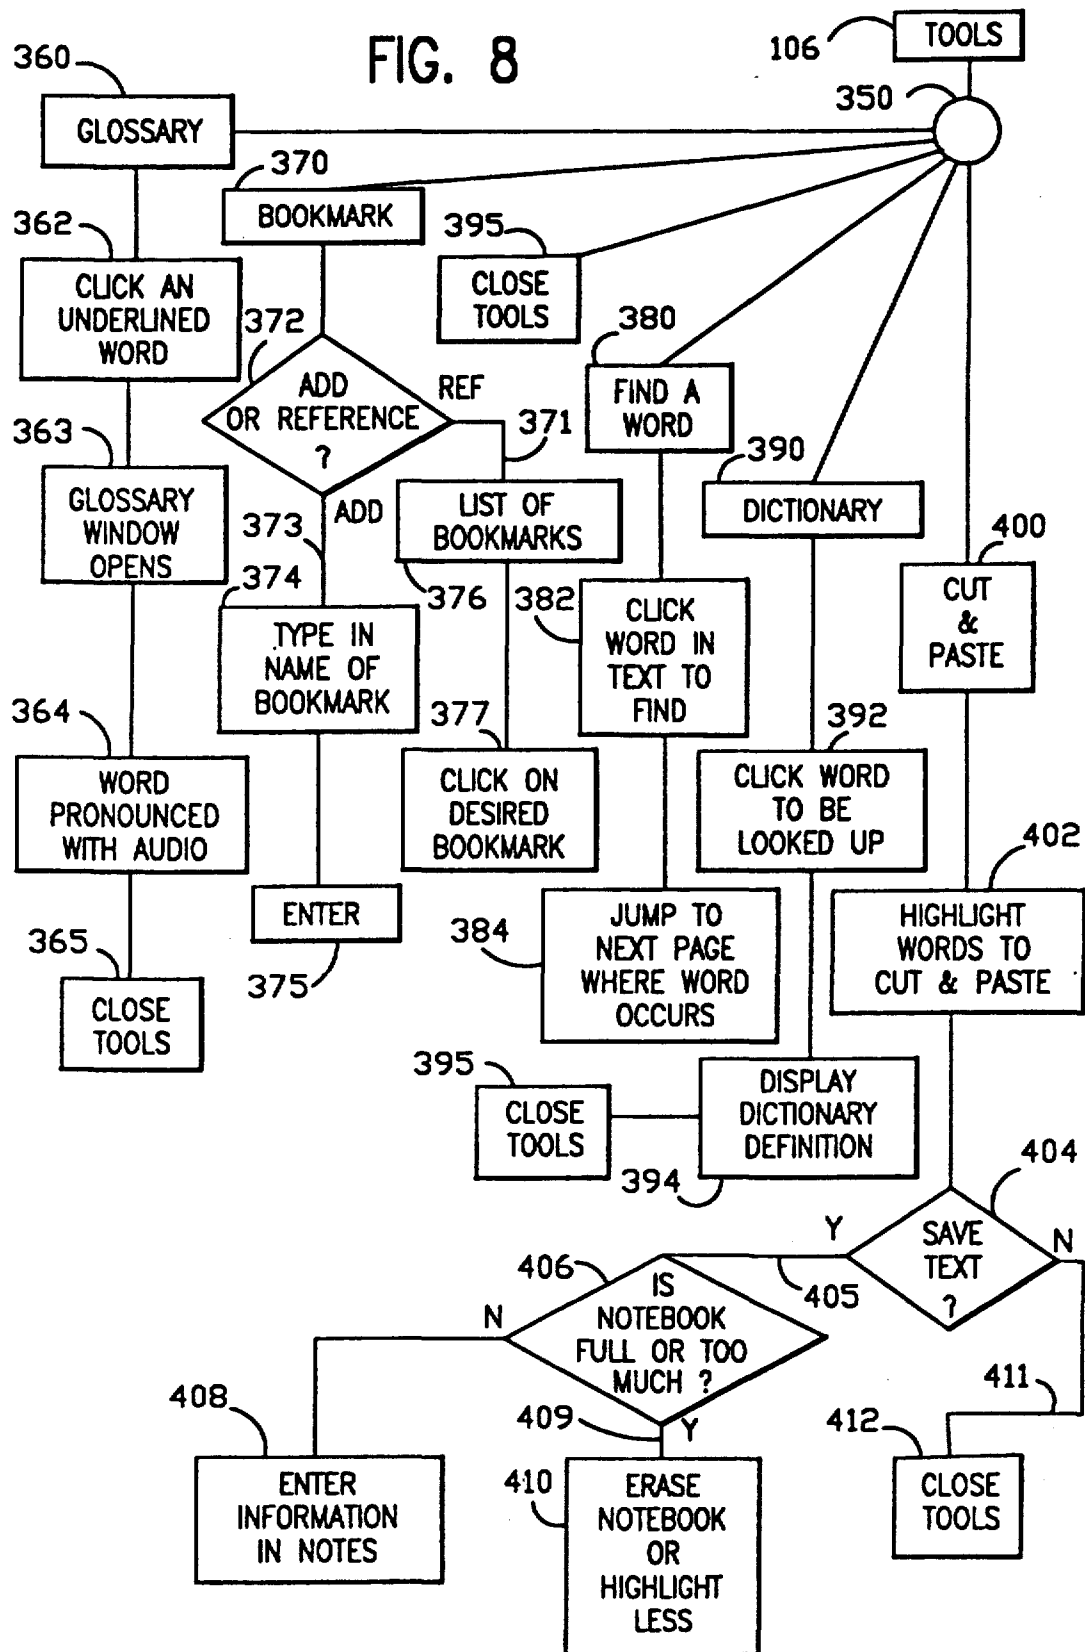 FIG. 8
106
TOOLS
350
360
GLOSSARY
370
BOOKMARK
362
CLICK AN
UNDERLINED
WORD
395
CLOSE
TOOLS
372
ADD
OR REFERENCE
?
REF
380
FIND A
WORD
371
363
GLOSSARY
WINDOW
OPENS
373
ADD
LIST OF
BOOKMARKS
376
390
DICTIONARY
400
CUT
&
PASTE
374
TYPE IN
NAME OF
BOOKMARK
382
CLICK
WORD IN
TEXT TO
FIND
364
WORD
PRONOUNCED
WITH AUDIO
377
CLICK ON
DESIRED
BOOKMARK
392
CLICK WORD
TO BE
LOOKED UP
402
HIGHLIGHT
WORDS TO
CUT & PASTE
ENTER
375
384
JUMP TO
NEXT PAGE
WHERE WORD
OCCURS
365
CLOSE
TOOLS
395
CLOSE
TOOLS
DISPLAY
DICTIONARY
DEFINITION
394
404
SAVE
TEXT
?
Y
N
405
406
IS
NOTEBOOK
FULL OR TOO
MUCH ?
N
Y
408
ENTER
INFORMATION
IN NOTES
409
410
ERASE
NOTEBOOK
OR
HIGHLIGHT
LESS
411
412
CLOSE
TOOLS